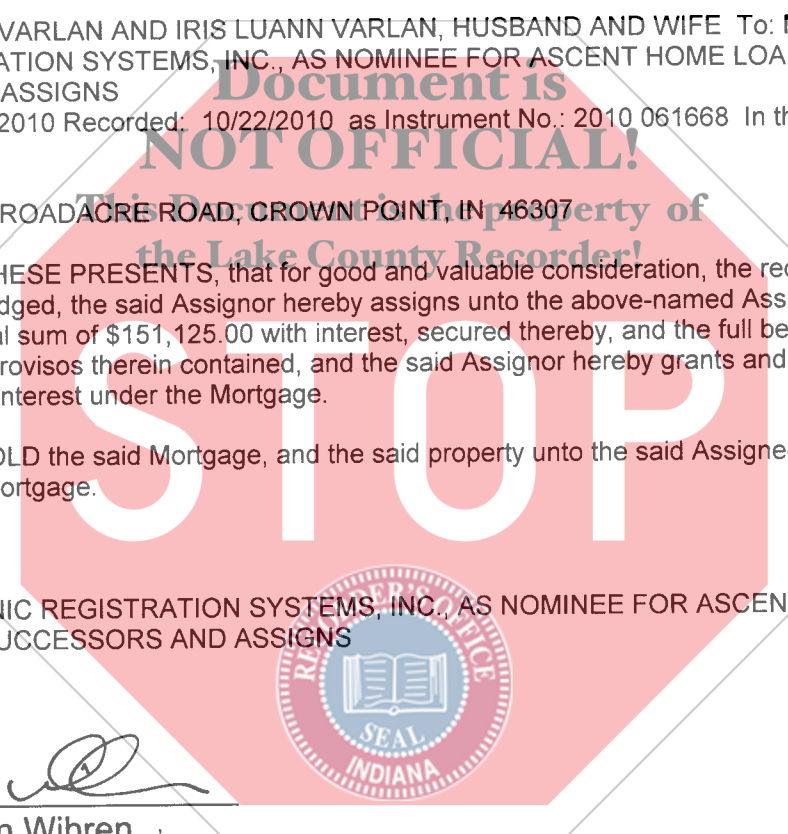 VARLAN AND IRIS LUANN VARLAN, HUSBAND AND WIFE To:
ATION SYSTEMS, INC., AS NOMINEE FOR ASCENT HOME LOA
ASSIGNS
Document is
2010 Recorded: 10/22/2010 as Instrument No.: 2010 061668 In th
NOT OFFICIAL!
ROADACRE ROAD, CROWN POINT, IN 46307
This Document is the property of
the Lake County Recorder!
HESE PRESENTS, that for good and valuable consideration, the rec
dged, the said Assignor hereby assigns unto the above-named Ass
al sum of $151,125.00 with interest, secured thereby, and the full be
rovisos therein contained, and the said Assignor hereby grants and
nterest under the Mortgage.
STOP
OLD the said Mortgage, and the said property unto the said Assigne
ortgage.
NIC REGISTRATION SYSTEMS, INC., AS NOMINEE FOR ASCEN
UCCESSORS AND ASSIGNS
RECORDER'S OFFICE
SEAL
INDIANA
n Wihren